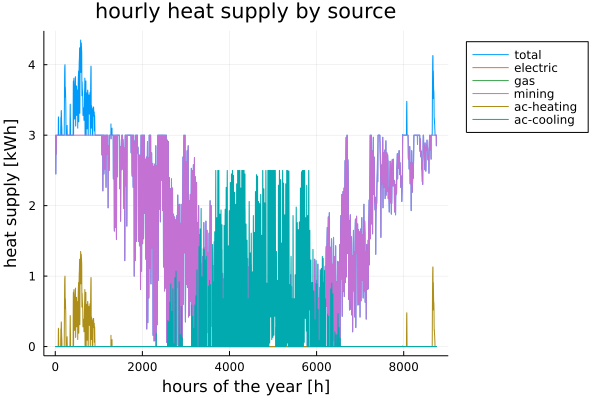 hourly heat supply by source
heat supply [kWh]
4
3
2
1
0
0 2000 4000 6000 8000
hours of the year [h]
total
electric
gas
mining
ac-heating
ac-cooling